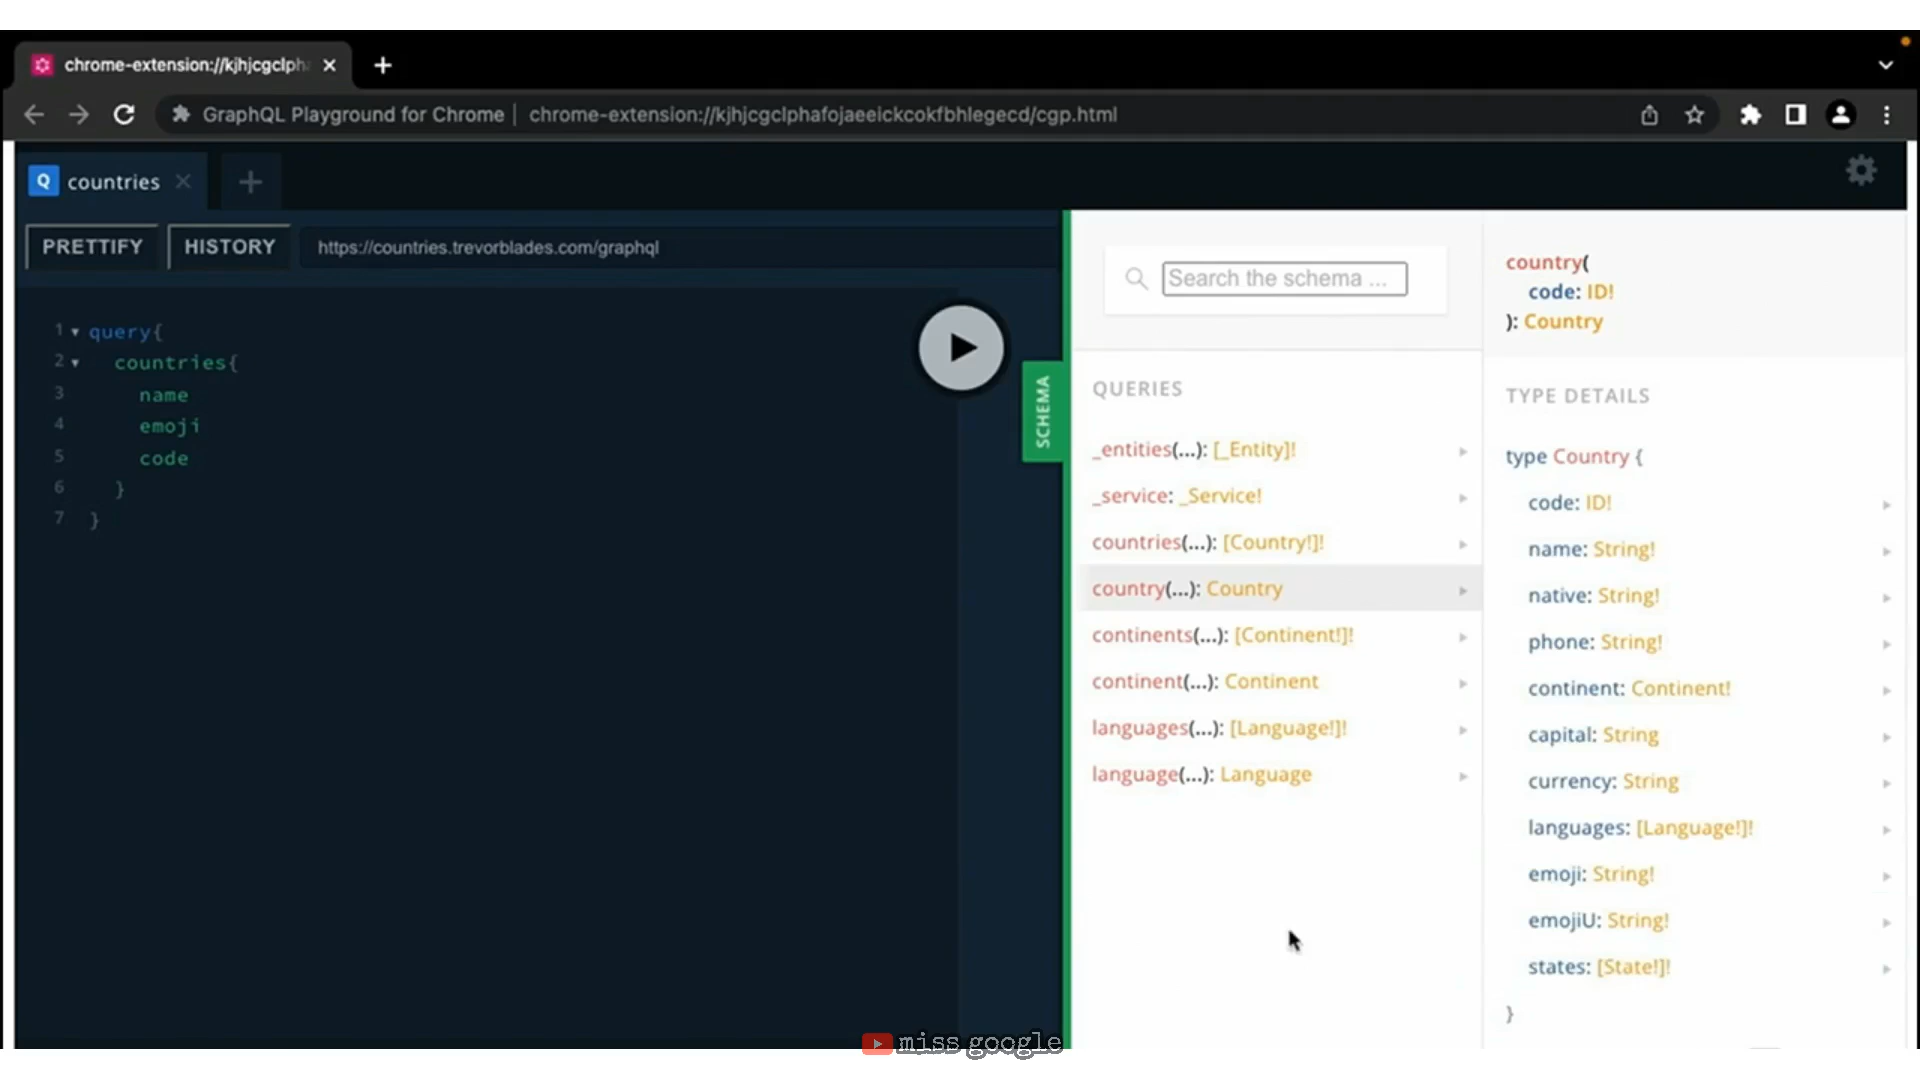 chrome-extension://kjhjcgclpha
GraphQL Playground for Chrome | chrome-extension://kjhjcgclphafojaeeickcokfbhlegecd/cgp.html
Q countries
PRETTIFY HISTORY https://countries.trevorblades.com/graphql
1 query{
2 countries{
3 name
4 emoji
5 code
6 }
7 }
SCHEMA
Search the schema ...
QUERIES
_entities(...): [_Entity]!
_service: _Service!
countries(...): [Country!]!
country(...): Country
continents(...): [Continent!]!
continent(...): Continent
languages(...): [Language!]!
language(...): Language
country(
code: ID!
): Country
TYPE DETAILS
type Country {
code: ID!
name: String!
native: String!
phone: String!
continent: Continent!
capital: String
currency: String
languages: [Language!]!
emoji: String!
emojiU: String!
states: [State!]!
}
miss google